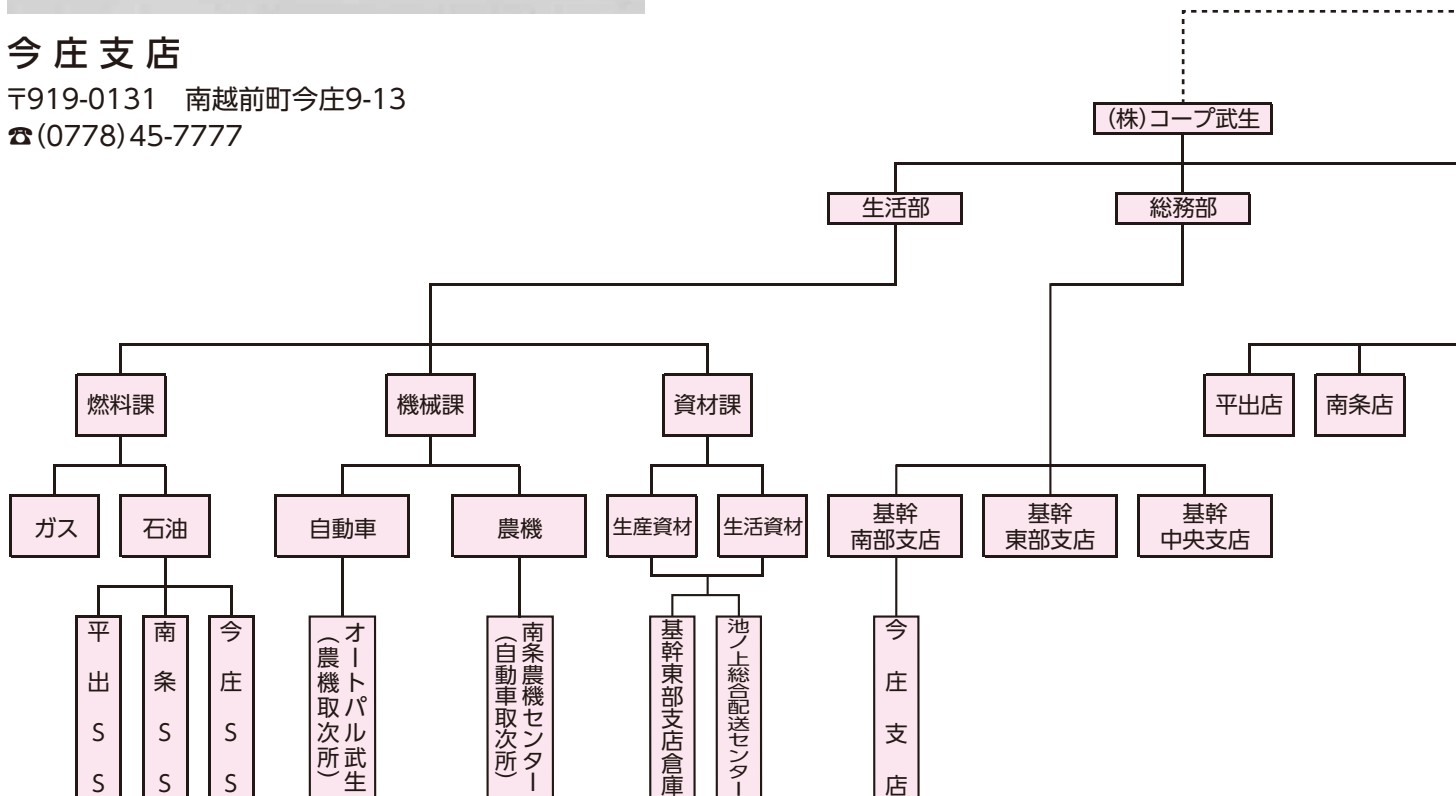 今庄支店
〒919-0131　南越前町今庄9-13
☎(0778)45-7777
(株)コープ武生
生活部
総務部
燃料課
機械課
資材課
平出店
南条店
ガス
石油
自動車
農機
生産資材
生活資材
基幹
南部支店
基幹
東部支店
基幹
中央支店
平出SS
南条SS
今庄SS
オートパル武生
(農機取次所)
南条農機センター
(自動車取次所)
基幹東部支店倉庫
池ノ上総合配送センター
今庄支店